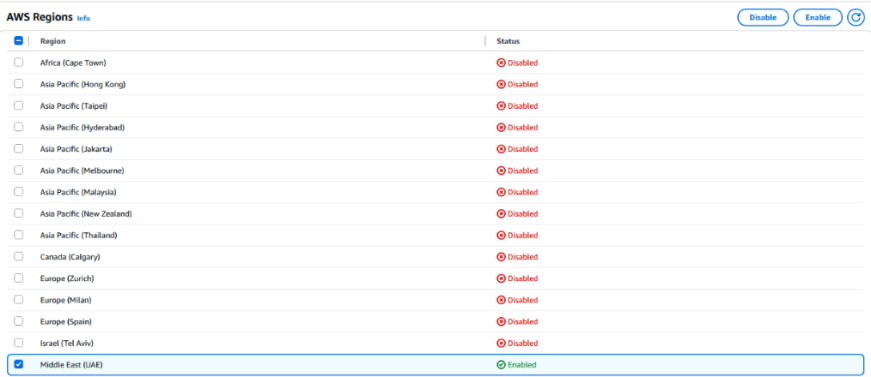 AWS Regions Info Disable Enable
Region Status
Africa (Cape Town) Disabled
Asia Pacific (Hong Kong) Disabled
Asia Pacific (Taipei) Disabled
Asia Pacific (Hyderabad) Disabled
Asia Pacific (Jakarta) Disabled
Asia Pacific (Melbourne) Disabled
Asia Pacific (Malaysia) Disabled
Asia Pacific (New Zealand) Disabled
Asia Pacific (Thailand) Disabled
Canada (Calgary) Disabled
Europe (Zurich) Disabled
Europe (Milan) Disabled
Europe (Spain) Disabled
Israel (Tel Aviv) Disabled
Middle East (UAE) Enabled